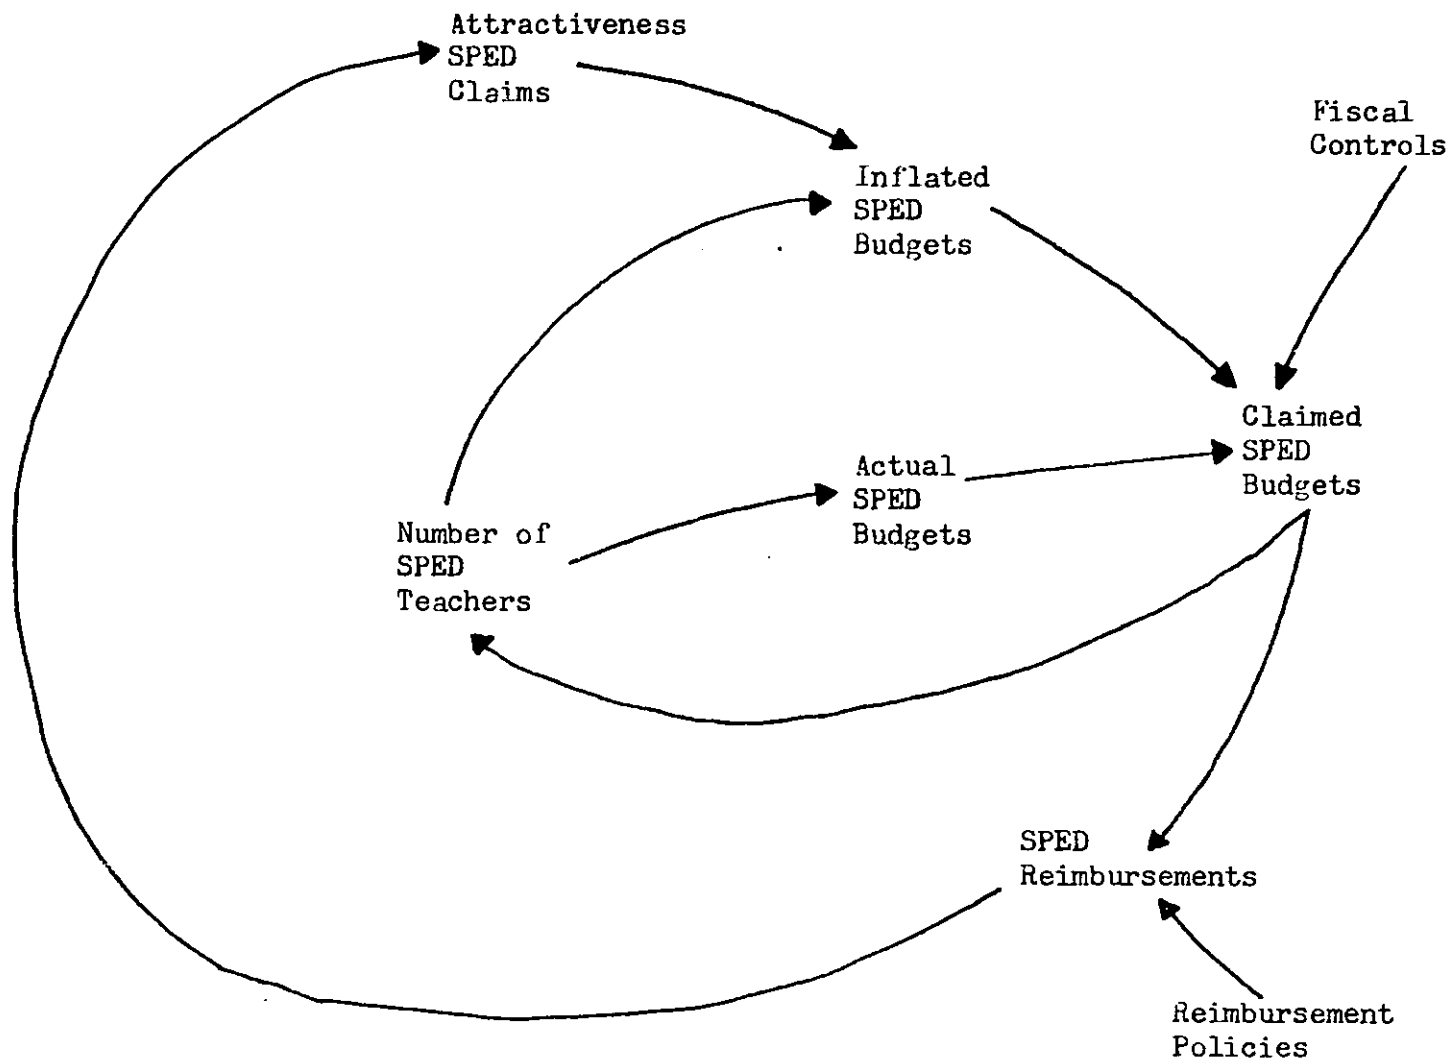 Attractiveness
SPED
Claims
Fiscal
Controls
Inflated
SPED
Budgets
Claimed
SPED
Budgets
Actual
SPED
Budgets
Number of
SPED
Teachers
SPED
Reimbursements
Reimbursement
Policies